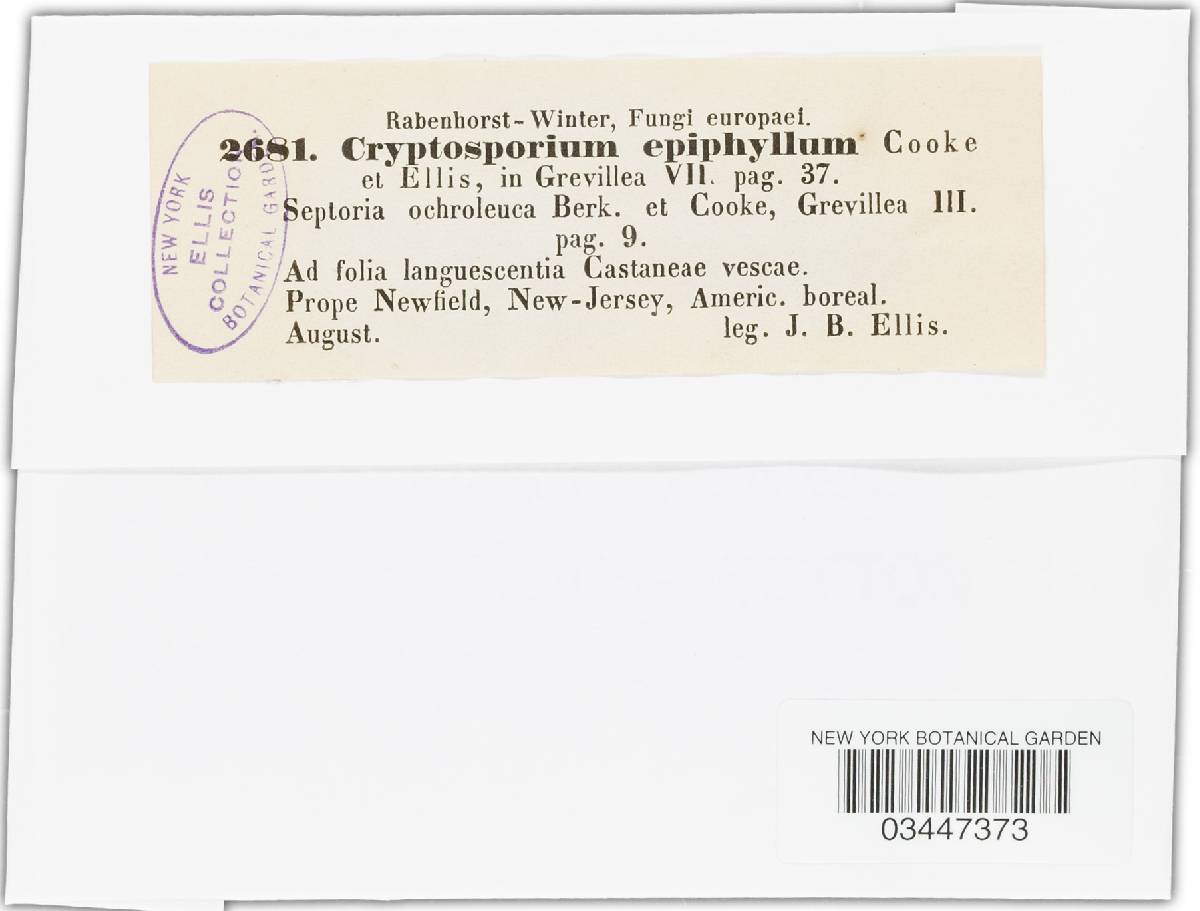 Rabenhorst-Winter, Fungi europaei.
2681. Cryptosporium epiphyllum Cooke
et Ellis, in Grevillea VII. pag. 37.
Septoria ochroleuca Berk. et Cooke, Grevillea III.
pag. 9.
Ad folia languescentia Castaneae vescae.
Prope Newfield, New-Jersey, Americ. boreal.
August. leg. J. B. Ellis.
NEW YORK
ELLIS
COLLECTION
BOTANICAL GARDEN.
NEW YORK BOTANICAL GARDEN
03447373